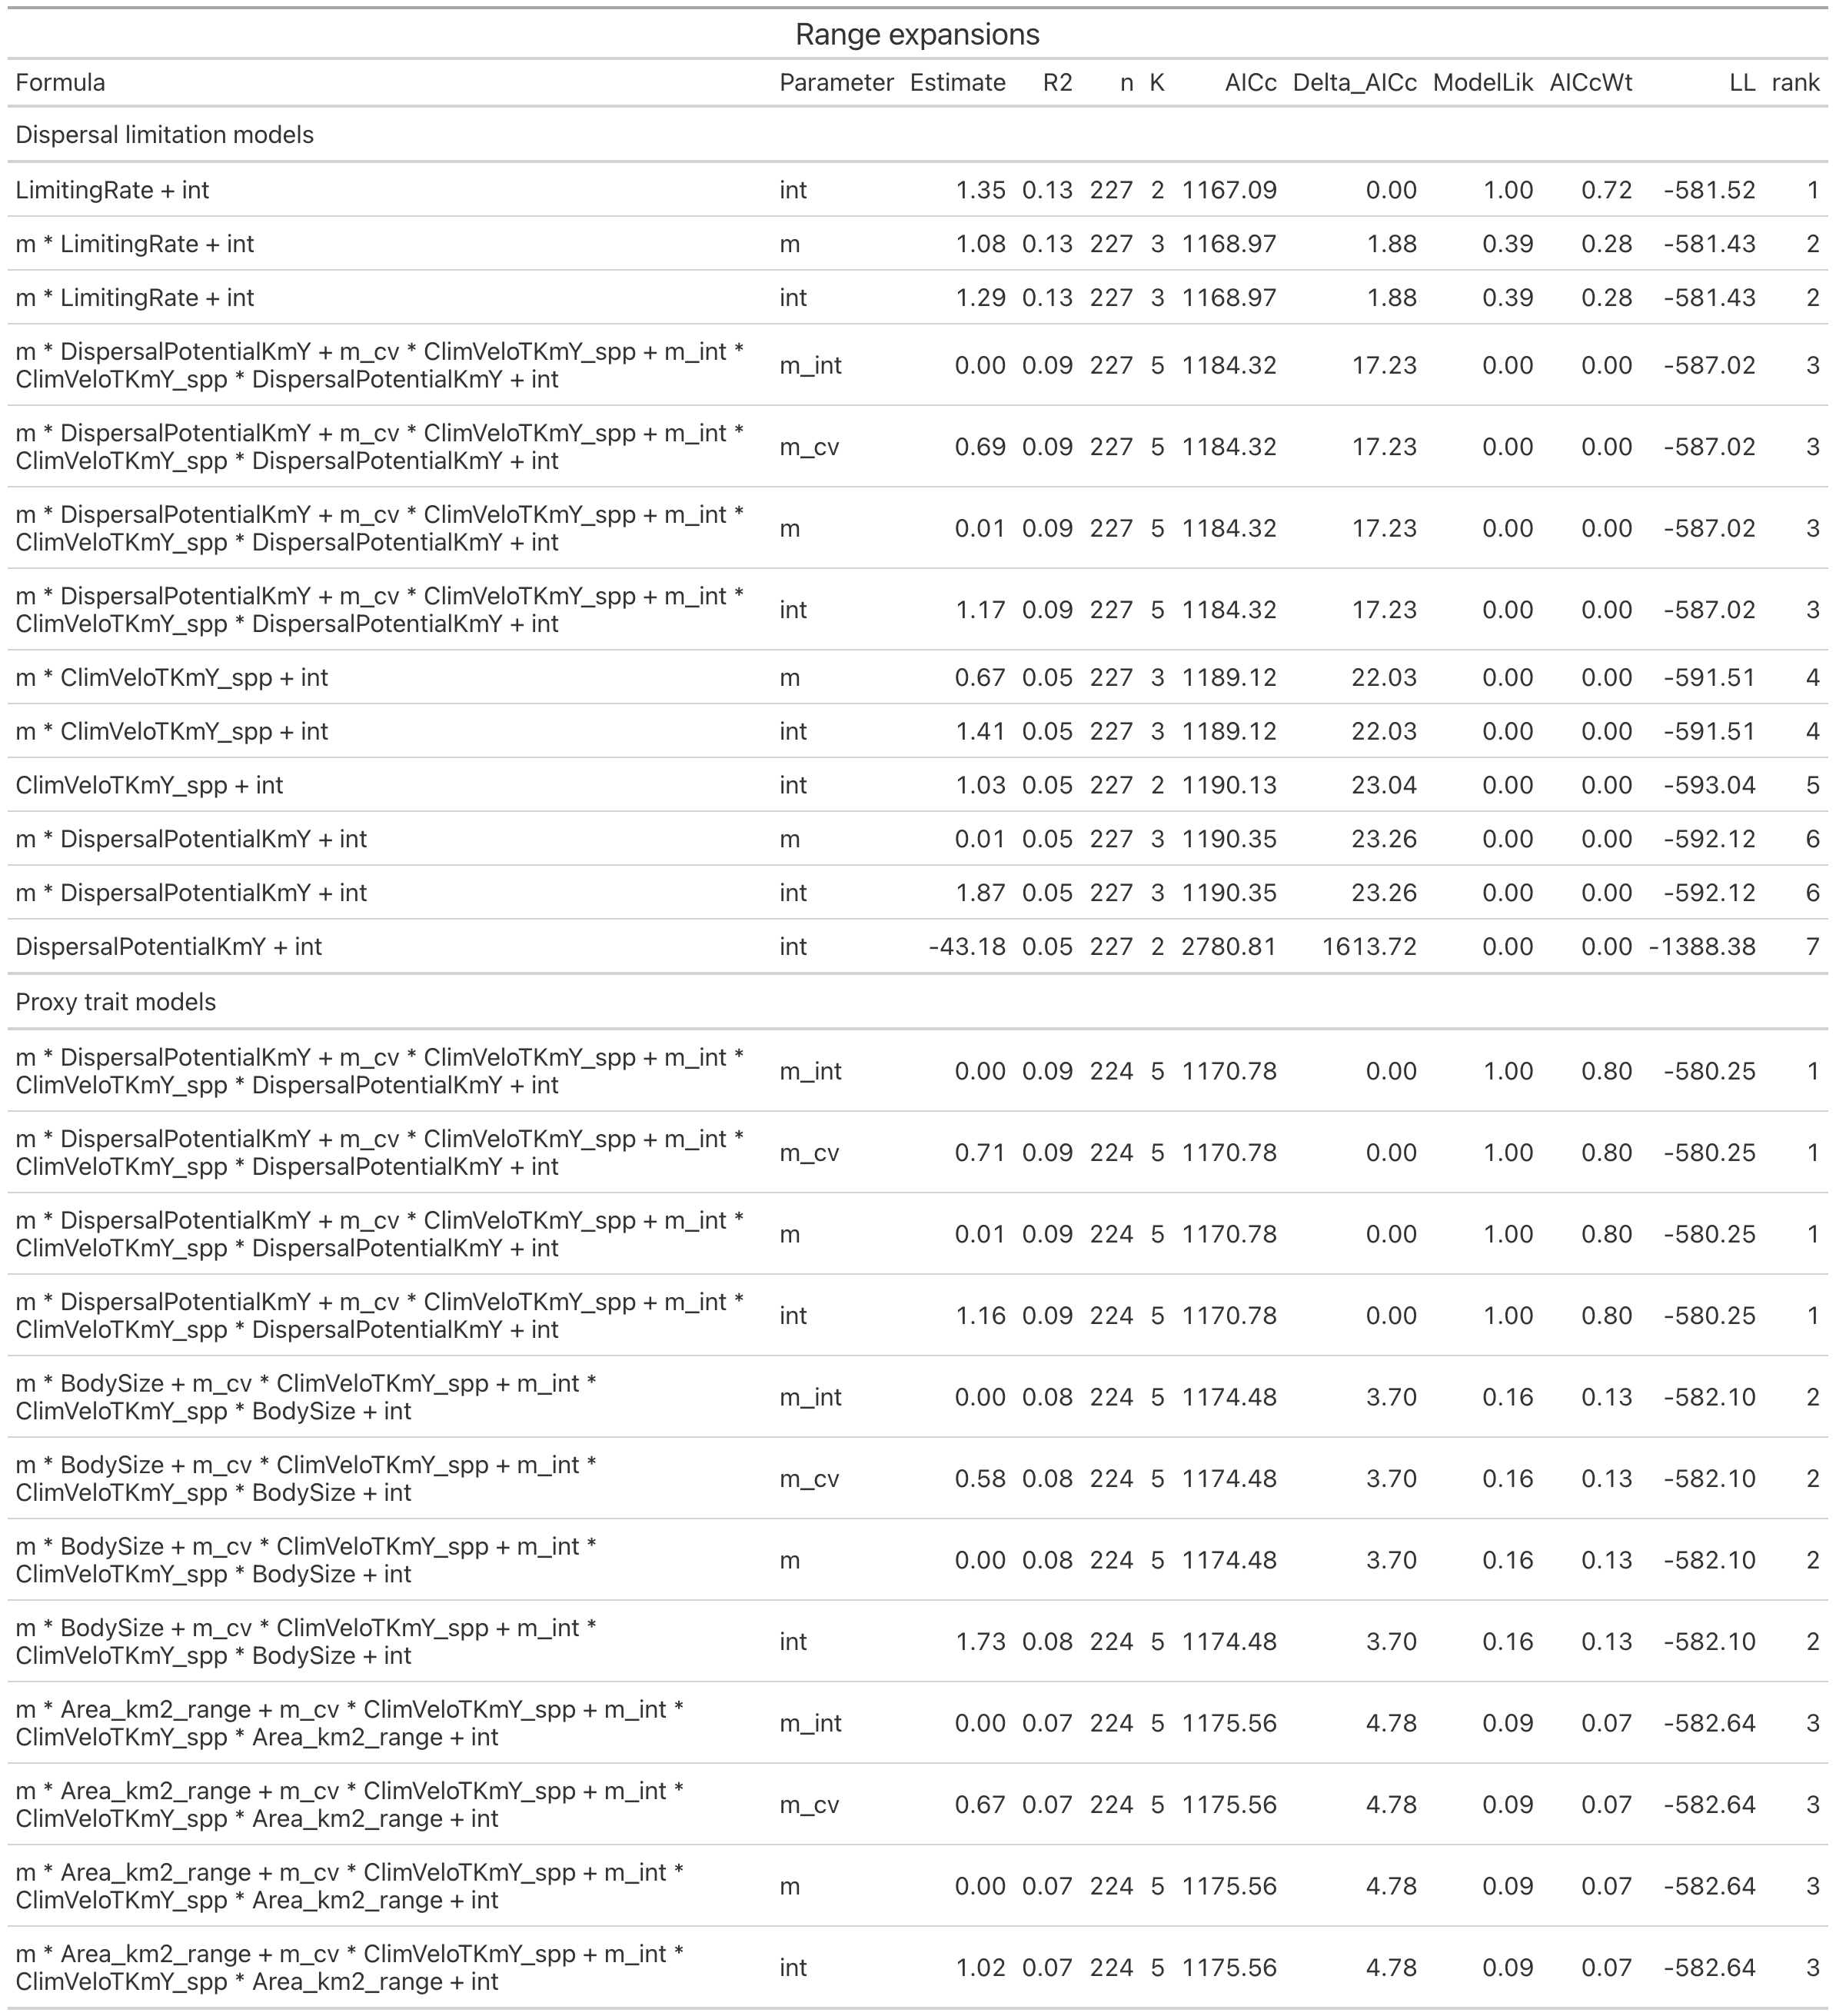 Range expansions
Formula Parameter Estimate R2 n K AICc Delta_AICc ModelLik AICcWt LL rank
Dispersal limitation models
LimitingRate + int int 1.35 0.13 227 2 1167.09 0.00 1.00 0.72 -581.52 1
m * LimitingRate + int m 1.08 0.13 227 3 1168.97 1.88 0.39 0.28 -581.43 2
m * LimitingRate + int int 1.29 0.13 227 3 1168.97 1.88 0.39 0.28 -581.43 2
m * DispersalPotentialKmY + m_cv * ClimVeloTKmY_spp + m_int *
ClimVeloTKmY_spp * DispersalPotentialKmY + int m_int 0.00 0.09 227 5 1184.32 17.23 0.00 0.00 -587.02 3
m * DispersalPotentialKmY + m_cv * ClimVeloTKmY_spp + m_int *
ClimVeloTKmY_spp * DispersalPotentialKmY + int m_cv 0.69 0.09 227 5 1184.32 17.23 0.00 0.00 -587.02 3
m * DispersalPotentialKmY + m_cv * ClimVeloTKmY_spp + m_int *
ClimVeloTKmY_spp * DispersalPotentialKmY + int m 0.01 0.09 227 5 1184.32 17.23 0.00 0.00 -587.02 3
m * DispersalPotentialKmY + m_cv * ClimVeloTKmY_spp + m_int *
ClimVeloTKmY_spp * DispersalPotentialKmY + int int 1.17 0.09 227 5 1184.32 17.23 0.00 0.00 -587.02 3
m * ClimVeloTKmY_spp + int m 0.67 0.05 227 3 1189.12 22.03 0.00 0.00 -591.51 4
m * ClimVeloTKmY_spp + int int 1.41 0.05 227 3 1189.12 22.03 0.00 0.00 -591.51 4
ClimVeloTKmY_spp + int int 1.03 0.05 227 2 1190.13 23.04 0.00 0.00 -593.04 5
m * DispersalPotentialKmY + int m 0.01 0.05 227 3 1190.35 23.26 0.00 0.00 -592.12 6
m * DispersalPotentialKmY + int int 1.87 0.05 227 3 1190.35 23.26 0.00 0.00 -592.12 6
DispersalPotentialKmY + int int -43.18 0.05 227 2 2780.81 1613.72 0.00 0.00 -1388.38 7
Proxy trait models
m * DispersalPotentialKmY + m_cv * ClimVeloTKmY_spp + m_int *
ClimVeloTKmY_spp * DispersalPotentialKmY + int m_int 0.00 0.09 224 5 1170.78 0.00 1.00 0.80 -580.25 1
m * DispersalPotentialKmY + m_cv * ClimVeloTKmY_spp + m_int *
ClimVeloTKmY_spp * DispersalPotentialKmY + int m_cv 0.71 0.09 224 5 1170.78 0.00 1.00 0.80 -580.25 1
m * DispersalPotentialKmY + m_cv * ClimVeloTKmY_spp + m_int *
ClimVeloTKmY_spp * DispersalPotentialKmY + int m 0.01 0.09 224 5 1170.78 0.00 1.00 0.80 -580.25 1
m * DispersalPotentialKmY + m_cv * ClimVeloTKmY_spp + m_int *
ClimVeloTKmY_spp * DispersalPotentialKmY + int int 1.16 0.09 224 5 1170.78 0.00 1.00 0.80 -580.25 1
m * BodySize + m_cv * ClimVeloTKmY_spp + m_int *
ClimVeloTKmY_spp * BodySize + int m_int 0.00 0.08 224 5 1174.48 3.70 0.16 0.13 -582.10 2
m * BodySize + m_cv * ClimVeloTKmY_spp + m_int *
ClimVeloTKmY_spp * BodySize + int m_cv 0.58 0.08 224 5 1174.48 3.70 0.16 0.13 -582.10 2
m * BodySize + m_cv * ClimVeloTKmY_spp + m_int *
ClimVeloTKmY_spp * BodySize + int m 0.00 0.08 224 5 1174.48 3.70 0.16 0.13 -582.10 2
m * BodySize + m_cv * ClimVeloTKmY_spp + m_int *
ClimVeloTKmY_spp * BodySize + int int 1.73 0.08 224 5 1174.48 3.70 0.16 0.13 -582.10 2
m * Area_km2_range + m_cv * ClimVeloTKmY_spp + m_int *
ClimVeloTKmY_spp * Area_km2_range + int m_int 0.00 0.07 224 5 1175.56 4.78 0.09 0.07 -582.64 3
m * Area_km2_range + m_cv * ClimVeloTKmY_spp + m_int *
ClimVeloTKmY_spp * Area_km2_range + int m_cv 0.67 0.07 224 5 1175.56 4.78 0.09 0.07 -582.64 3
m * Area_km2_range + m_cv * ClimVeloTKmY_spp + m_int *
ClimVeloTKmY_spp * Area_km2_range + int m 0.00 0.07 224 5 1175.56 4.78 0.09 0.07 -582.64 3
m * Area_km2_range + m_cv * ClimVeloTKmY_spp + m_int *
ClimVeloTKmY_spp * Area_km2_range + int int 1.02 0.07 224 5 1175.56 4.78 0.09 0.07 -582.64 3